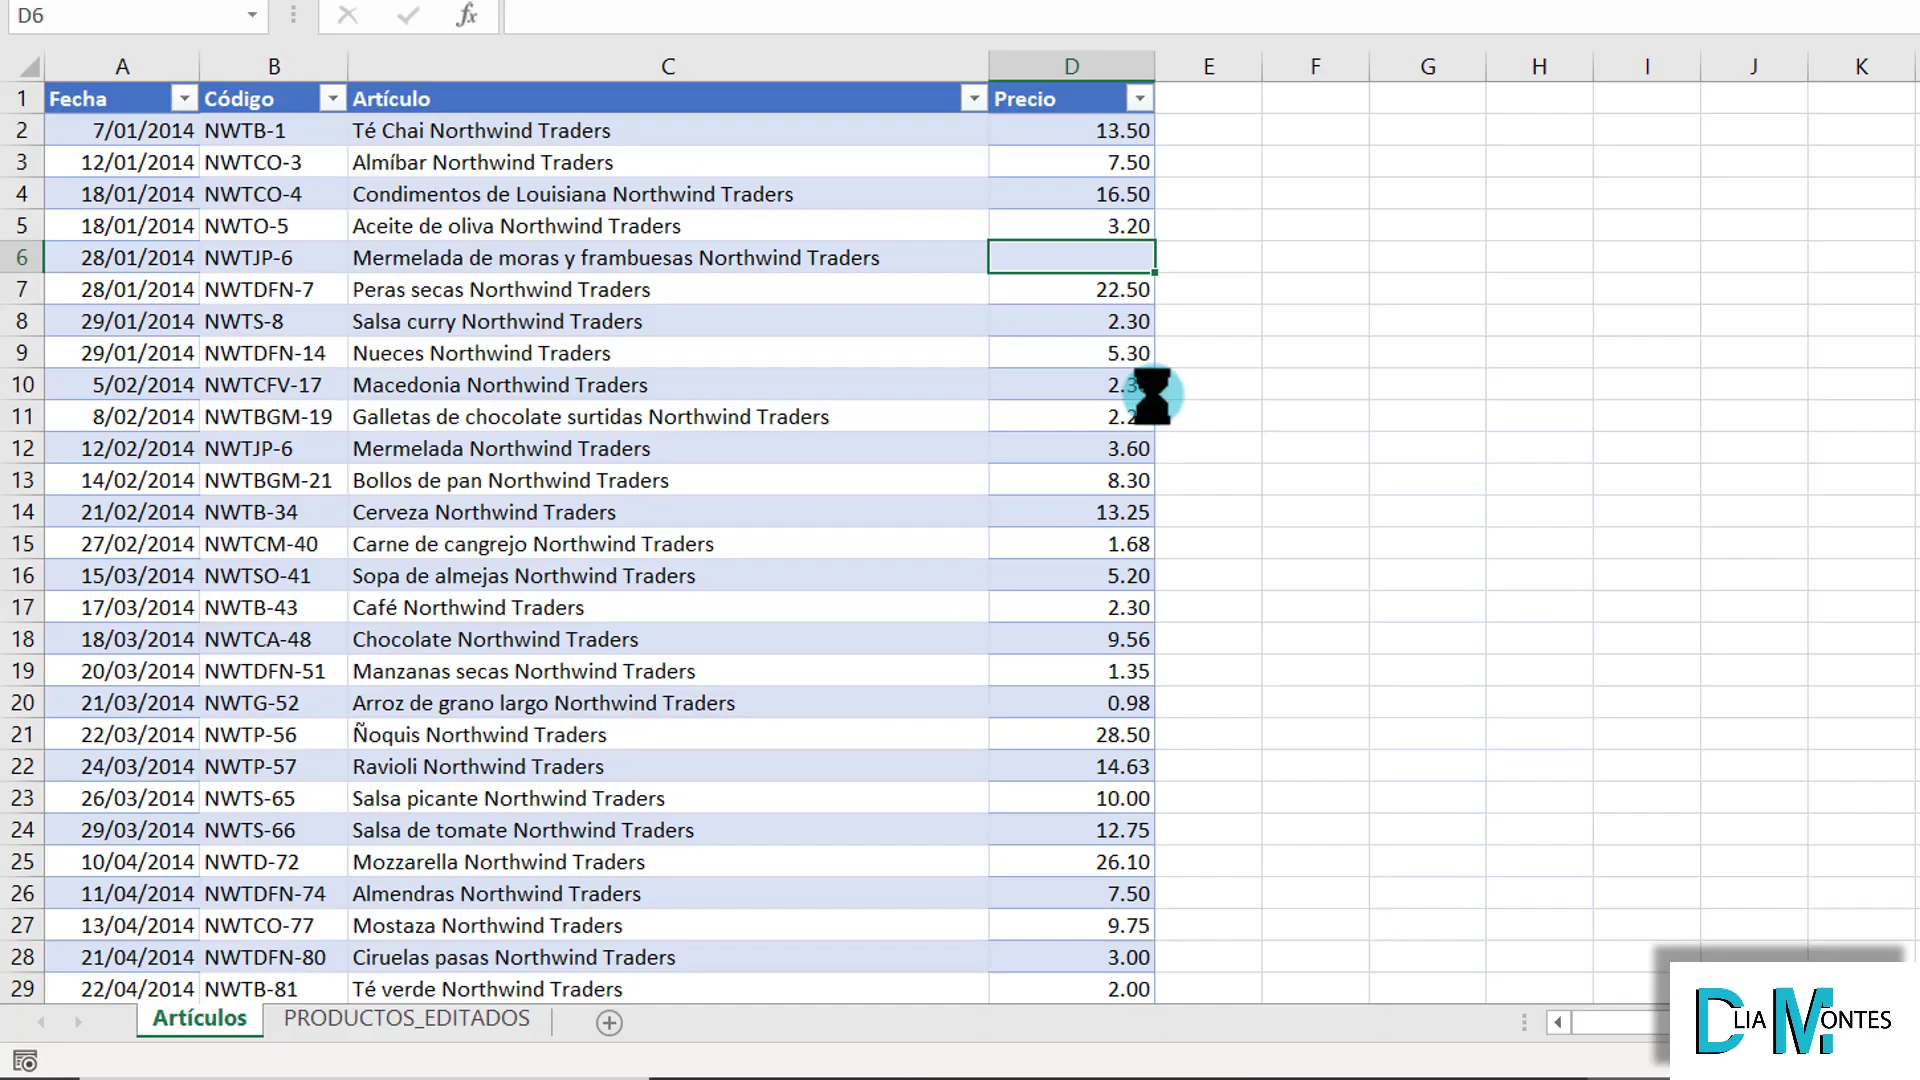 D6 fx
A B C D E F G H I J K
1 Fecha Código Artículo Precio
2 7/01/2014 NWTB-1 Té Chai Northwind Traders 13.50
3 12/01/2014 NWTCO-3 Almíbar Northwind Traders 7.50
4 18/01/2014 NWTCO-4 Condimentos de Louisiana Northwind Traders 16.50
5 18/01/2014 NWTO-5 Aceite de oliva Northwind Traders 3.20
6 28/01/2014 NWTJP-6 Mermelada de moras y frambuesas Northwind Traders
7 28/01/2014 NWTDFN-7 Peras secas Northwind Traders 22.50
8 29/01/2014 NWTS-8 Salsa curry Northwind Traders 2.30
9 29/01/2014 NWTDFN-14 Nueces Northwind Traders 5.30
10 5/02/2014 NWTCFV-17 Macedonia Northwind Traders
11 8/02/2014 NWTBGM-19 Galletas de chocolate surtidas Northwind Traders
12 12/02/2014 NWTJP-6 Mermelada Northwind Traders 3.60
13 14/02/2014 NWTBGM-21 Bollos de pan Northwind Traders 8.30
14 21/02/2014 NWTB-34 Cerveza Northwind Traders 13.25
15 27/02/2014 NWTCM-40 Carne de cangrejo Northwind Traders 1.68
16 15/03/2014 NWTSO-41 Sopa de almejas Northwind Traders 5.20
17 17/03/2014 NWTB-43 Café Northwind Traders 2.30
18 18/03/2014 NWTCA-48 Chocolate Northwind Traders 9.56
19 20/03/2014 NWTDFN-51 Manzanas secas Northwind Traders 1.35
20 21/03/2014 NWTG-52 Arroz de grano largo Northwind Traders 0.98
21 22/03/2014 NWTP-56 Ñoquis Northwind Traders 28.50
22 24/03/2014 NWTP-57 Ravioli Northwind Traders 14.63
23 26/03/2014 NWTS-65 Salsa picante Northwind Traders 10.00
24 29/03/2014 NWTS-66 Salsa de tomate Northwind Traders 12.75
25 10/04/2014 NWTD-72 Mozzarella Northwind Traders 26.10
26 11/04/2014 NWTDFN-74 Almendras Northwind Traders 7.50
27 13/04/2014 NWTCO-77 Mostaza Northwind Traders 9.75
28 21/04/2014 NWTDFN-80 Ciruelas pasas Northwind Traders 3.00
29 22/04/2014 NWTB-81 Té verde Northwind Traders 2.00
Artículos PRODUCTOS_EDITADOS
DLIA MONTES